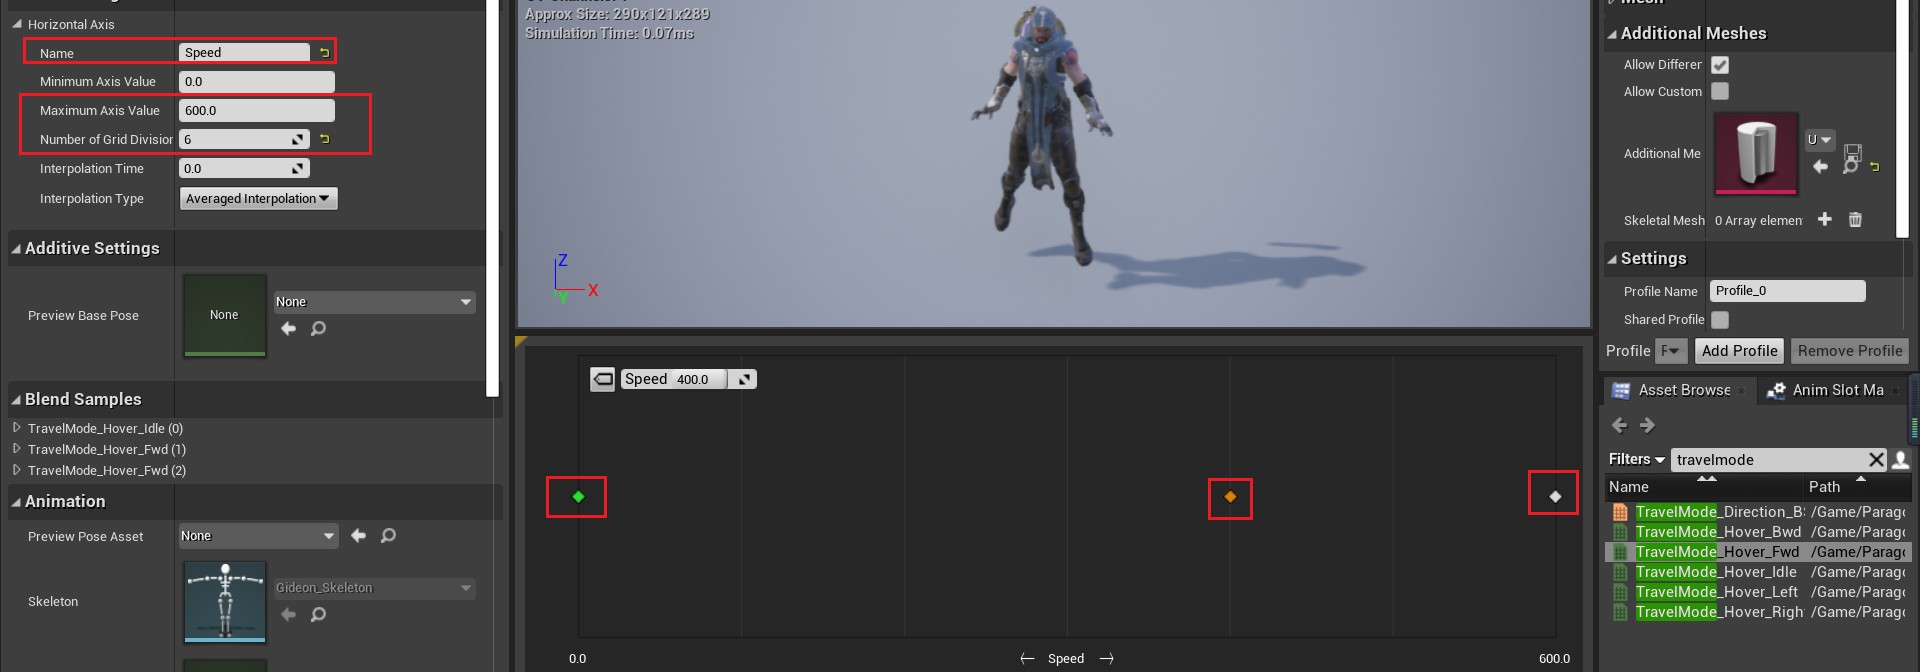 Horizontal Axis
Name
Speed
Minimum Axis Value
0.0
Maximum Axis Value
600.0
Number of Grid Division
6
Interpolation Time
0.0
Interpolation Type
Averaged Interpolation
Additive Settings
Preview Base Pose
None
None
Blend Samples
TravelMode_Hover_Idle (0)
TravelMode_Hover_Fwd (1)
TravelMode_Hover_Fwd (2)
Animation
Preview Pose Asset
None
Skeleton
Gideon_Skeleton
Approx Size: 290x121x289
Simulation Time: 0.07ms
Z
X
Y
Speed 400.0
0.0
Speed
600.0
Mesh
Additional Meshes
Allow Differer
Allow Custom
Additional Me
U
Skeletal Mesh
0 Array elemen
Settings
Profile Name
Profile_0
Shared Profile
Profile
Add Profile
Remove Profile
Asset Browse
Anim Slot Ma
Filters
travelmode
Name
Path
TravelMode_Direction_B /Game/Parag
TravelMode_Hover_Bwd /Game/Parag
TravelMode_Hover_Fwd /Game/Parag
TravelMode_Hover_Idle /Game/Parag
TravelMode_Hover_Left /Game/Parag
TravelMode_Hover_Righ /Game/Parag